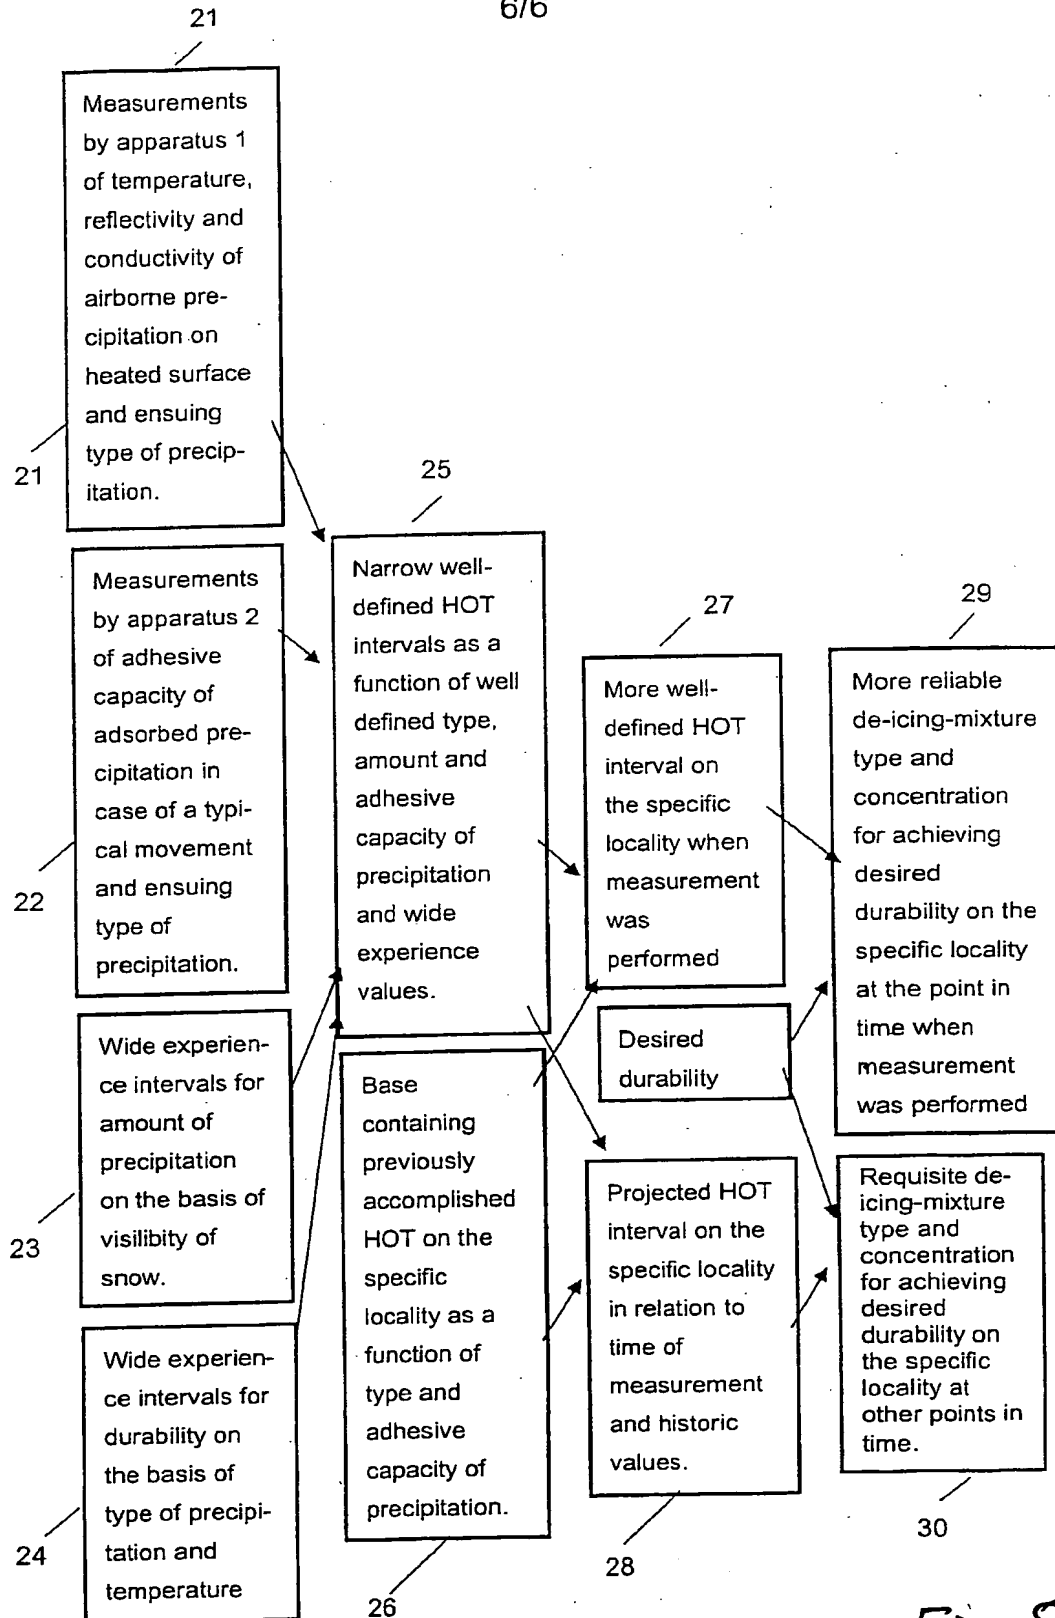 6/6
21
Measurements
by apparatus 1
of temperature,
reflectivity and
conductivity of
airborne pre-
cipitation on
heated surface
and ensuing
type of precip-
itation.
21
Measurements
by apparatus 2
of adhesive
capacity of
adsorbed pre-
cipitation in
case of a typi-
cal movement
and ensuing
type of
precipitation.
22
Wide experien-
ce intervals for
amount of
precipitation
on the basis of
visilibity of
snow.
23
Wide experien-
ce intervals for
durability on
the basis of
type of precipi-
tation and
temperature
24
25
Narrow well-
defined HOT
intervals as a
function of well
defined type,
amount and
adhesive
capacity of
precipitation
and wide
experience
values.
Base
containing
previously
accomplished
HOT on the
specific
locality as a
function of
type and
adhesive
capacity of
precipitation.
26
27
More well-
defined HOT
interval on
the specific
locality when
measurement
was
performed
Desired
durability
Projected HOT
interval on the
specific locality
in relation to
time of
measurement
and historic
values.
28
29
More reliable
de-icing-mixture
type and
concentration
for achieving
desired
durability on the
specific locality
at the point in
time when
measurement
was performed
Requisite de-
icing-mixture
type and
concentration
for achieving
desired
durability on
the specific
locality at
other points in
time.
30